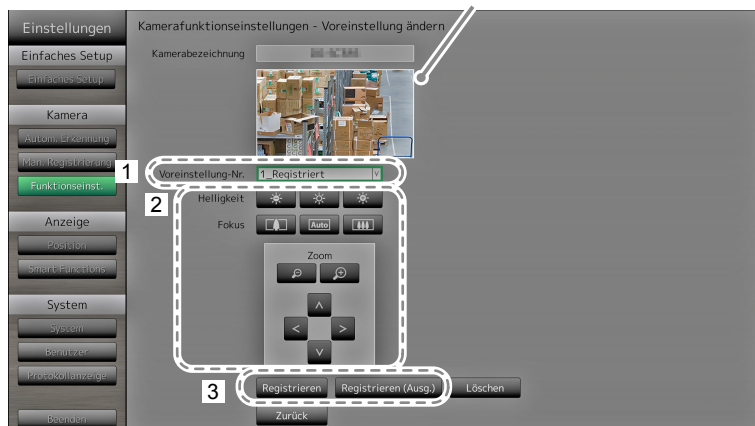 Einstellungen
Kamerafunktionseinstellungen - Voreinstellung ändern
Einfaches Setup
Einfaches Setup
Kamera
Autom. Erkennung
Man. Registrierung
Funktionseinst.
Anzeige
Position
Smart Functions
System
System
Benutzer
Protokollanzeige
Beenden
Kamerabezeichnung
1
Voreinstellung-Nr. 1_Registriert
2
Helligkeit
Fokus Auto
Zoom
3
Registrieren Registrieren (Ausg.) Löschen
Zurück